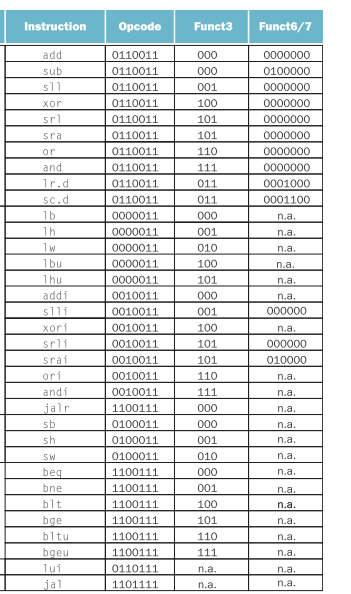 Instruction Opcode Funct3 Funct6/7
add 0110011 000 0000000
sub 0110011 000 0100000
sll 0110011 001 0000000
xor 0110011 100 0000000
srl 0110011 101 0000000
sra 0110011 101 0000000
or 0110011 110 0000000
and 0110011 111 0000000
lr.d 0110011 011 0001000
sc.d 0110011 011 0001100
lb 0000011 000 n.a.
lh 0000011 001 n.a.
lw 0000011 010 n.a.
lbu 0000011 100 n.a.
lhu 0000011 101 n.a.
addi 0010011 000 n.a.
slli 0010011 001 000000
xori 0010011 100 n.a.
srli 0010011 101 000000
srai 0010011 101 010000
ori 0010011 110 n.a.
andi 0010011 111 n.a.
jalr 1100111 000 n.a.
sb 0100011 000 n.a.
sh 0100011 001 n.a.
sw 0100011 010 n.a.
beq 1100111 000 n.a.
bne 1100111 001 n.a.
blt 1100111 100 n.a.
bge 1100111 101 n.a.
bltu 1100111 110 n.a.
bgeu 1100111 111 n.a.
lui 0110111 n.a. n.a.
jal 1101111 n.a. n.a.